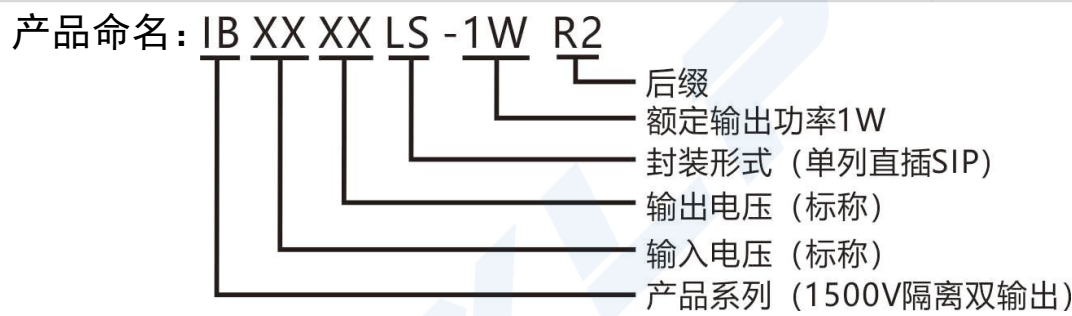 产品命名：IB XX XX LS -1W R2
后缀
额定输出功率1W
封装形式（单列直插SIP）
输出电压（标称）
输入电压（标称）
产品系列（1500V隔离双输出）